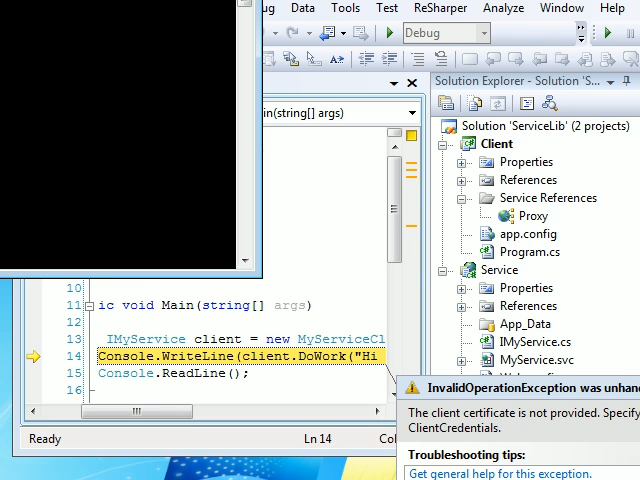 ug Data Tools Test ReSharper Analyze Window Help
Debug
Solution Explorer - Solution 'S...
in(string[] args)
Solution 'ServiceLib' (2 projects)
Client
Properties
References
Service References
Proxy
app.config
Program.cs
Service
Properties
References
App_Data
IMyService.cs
MyService.svc
10
11 ic void Main(string[] args)
12
13 IMyService client = new MyServiceCl
14 Console.WriteLine(client.DoWork("Hi
15 Console.ReadLine();
16
Ready Ln 14 Col
InvalidOperationException was unhan
The client certificate is not provided. Specify
ClientCredentials.
Troubleshooting tips:
Get general help for this exception.